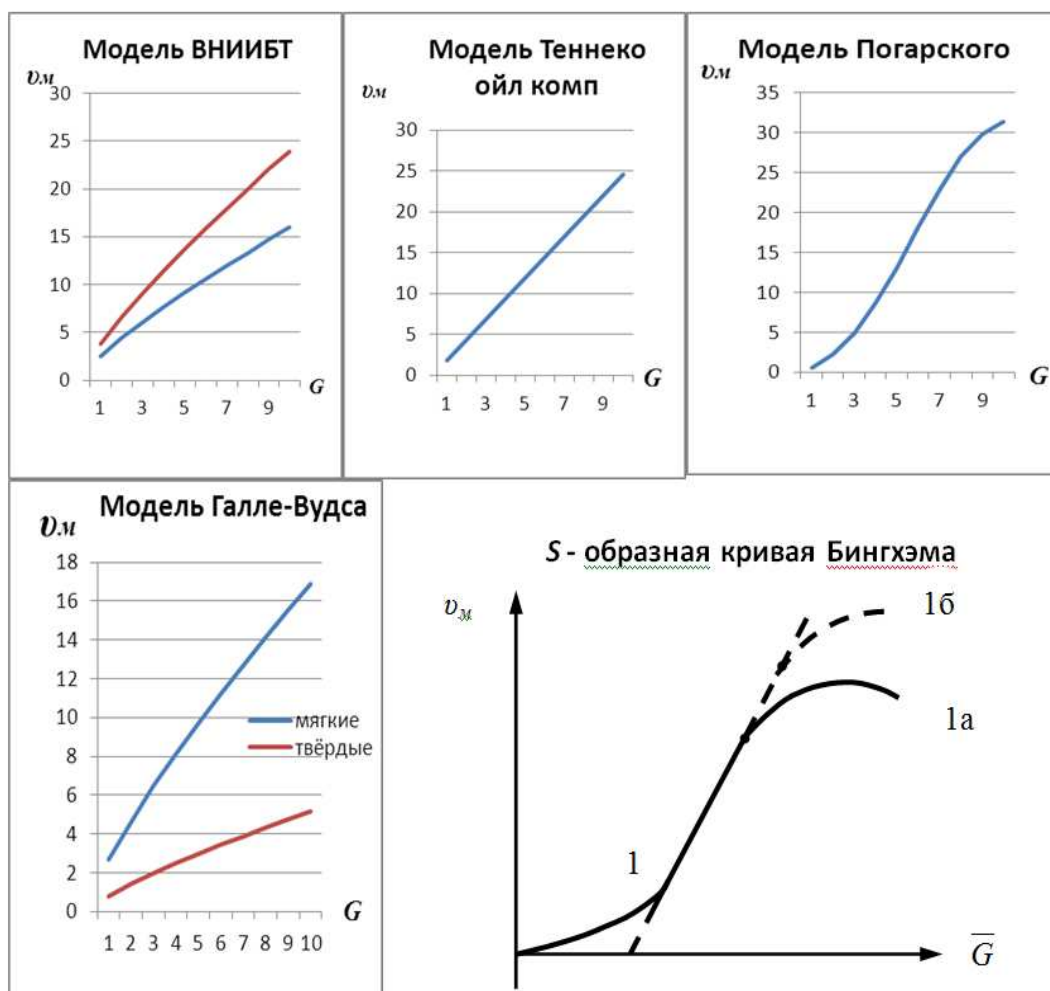 Модель ВНИИБТ
υм
30
25
20
15
10
5
0
1 3 5 7 9
G
Модель Теннеко
ойл комп
υм
30
25
20
15
10
5
0
1 3 5 7 9
G
Модель Погарского
υм
35
30
25
20
15
10
5
0
1 3 5 7 9
G
Модель Галле-Вудса
υм
18
16
14
12
10
8
6
4
2
0
мягкие
твёрдые
1 2 3 4 5 6 7 8 9 10
G
S - образная кривая Бингхэма
υм
1б
1а
1
G